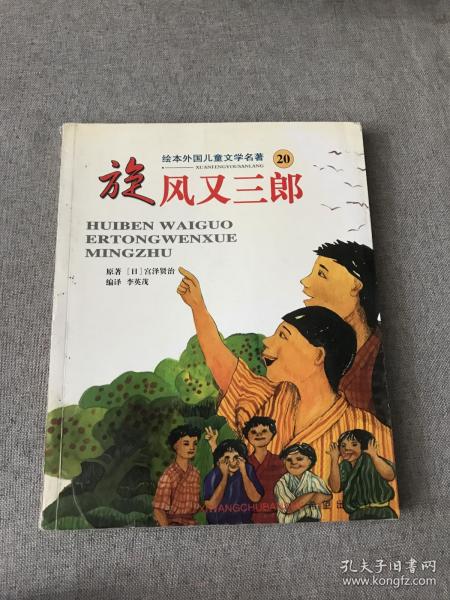 绘本外国儿童文学名著 20
XUANFENGYOUSANLANG
旋风又三郎
HUIBEN WAIGUO
ERTONGWENXUE
MINGZHU
原著 [日]宫泽贤治
编译 李英茂
孔夫子旧书网
www.kongfz.com